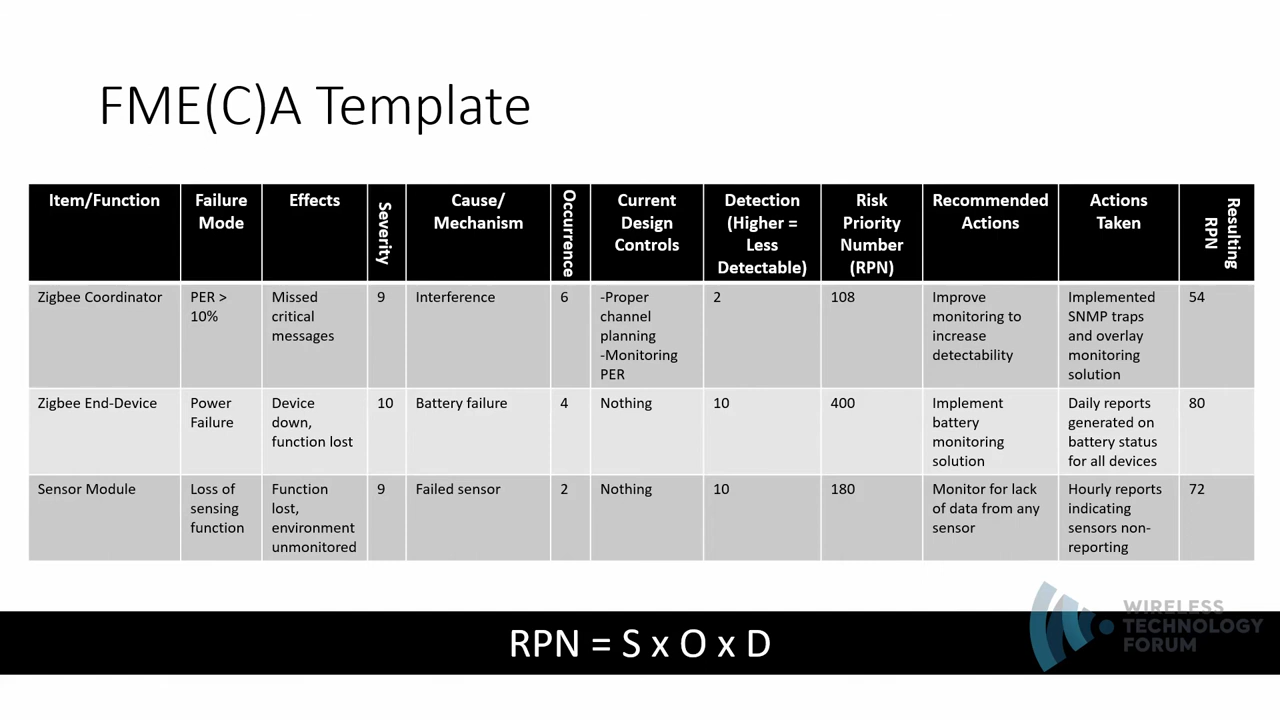 FME(C)A Template
Item/Function
Failure
Mode
Effects
Severity
Cause/
Mechanism
Occurrence
Current
Design
Controls
Detection
(Higher =
Less
Detectable)
Risk
Priority
Number
(RPN)
Recommended
Actions
Actions
Taken
Resulting
RPN
Zigbee Coordinator
PER >
10%
Missed
critical
messages
9
Interference
6
-Proper
channel
planning
-Monitoring
PER
2
108
Improve
monitoring to
increase
detectability
Implemented
SNMP traps
and overlay
monitoring
solution
54
Zigbee End-Device
Power
Failure
Device
down,
function lost
10
Battery failure
4
Nothing
10
400
Implement
battery
monitoring
solution
Daily reports
generated on
battery status
for all devices
80
Sensor Module
Loss of
sensing
function
Function
lost,
environment
unmonitored
9
Failed sensor
2
Nothing
10
180
Monitor for lack
of data from any
sensor
Hourly reports
indicating
sensors non-
reporting
72
RPN = S x O x D
WIRELESS
TECHNOLOGY
FORUM